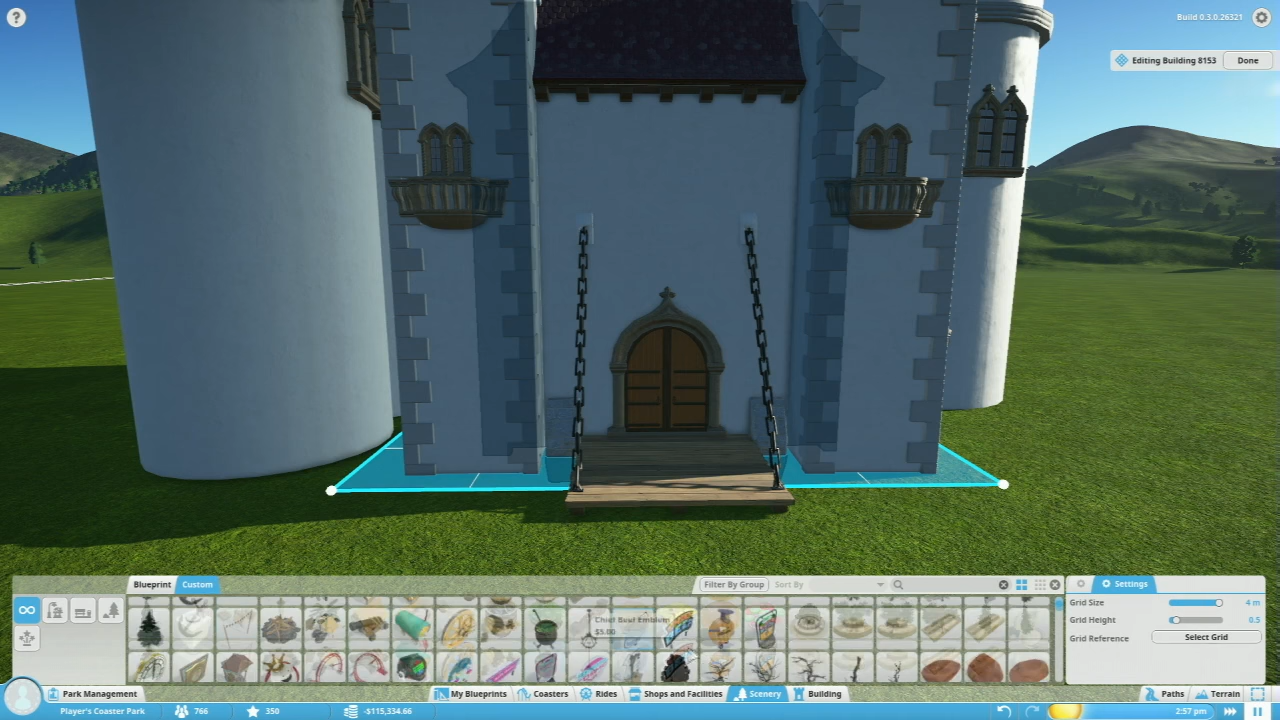 ?
Build 0.3.0.26321
Editing Building 8153 Done
Blueprint Custom
Filter By Group Sort By
Settings
Grid Size 4 m
Grid Height 0.5
Grid Reference Select Grid
$5.00
Park Management My Blueprints Coasters Rides Shops and Facilities Scenery Building Paths Terrain
Player's Coaster Park 766 350 -$115,334.66 2:57 pm